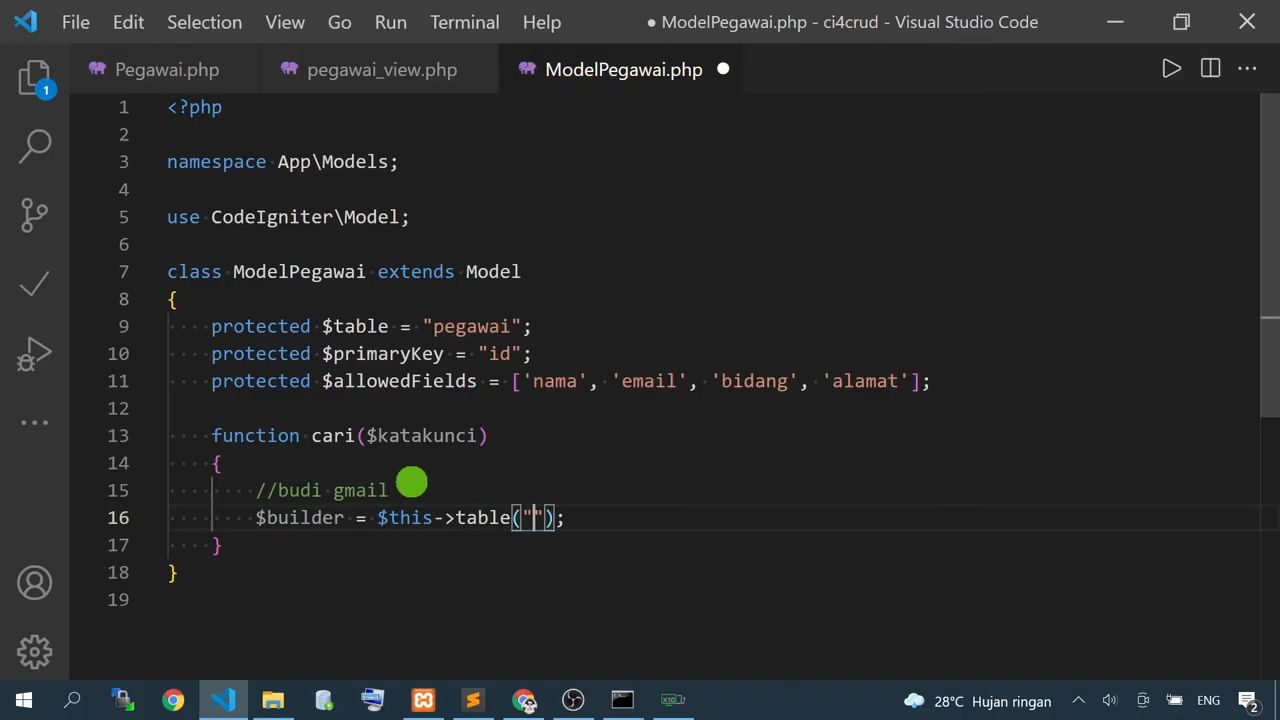 File Edit Selection View Go Run Terminal Help ● ModelPegawai.php - ci4crud - Visual Studio Code
Pegawai.php pegawai_view.php ModelPegawai.php
1
1 <?php
2
3 namespace App\Models;
4
5 use CodeIgniter\Model;
6
7 class ModelPegawai extends Model
8 {
9 protected $table = "pegawai";
10 protected $primaryKey = "id";
11 protected $allowedFields = ['nama', 'email', 'bidang', 'alamat'];
12
13 function cari($katakunci)
14 {
15 //budi gmail
16 $builder = $this->table("");
17 }
18 }
19
28°C Hujan ringan ENG 2